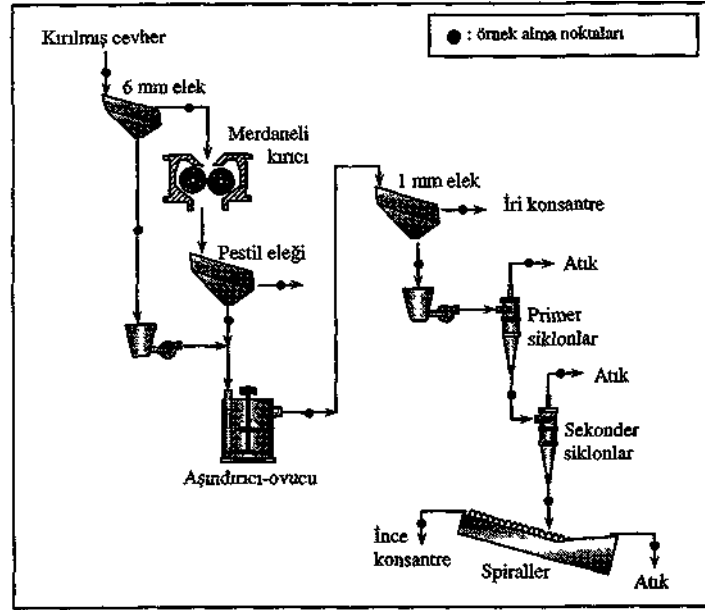 Kırılmış cevher
● : örnek alma noktaları
6 mm elek
Merdaneli
kırıcı
1 mm elek
İri konsantre
Pestil eleği
Atık
Primer
siklonlar
Atık
Sekonder
siklonlar
Aşındırıcı-ovucu
İnce
konsantre
Spiraller
Atık